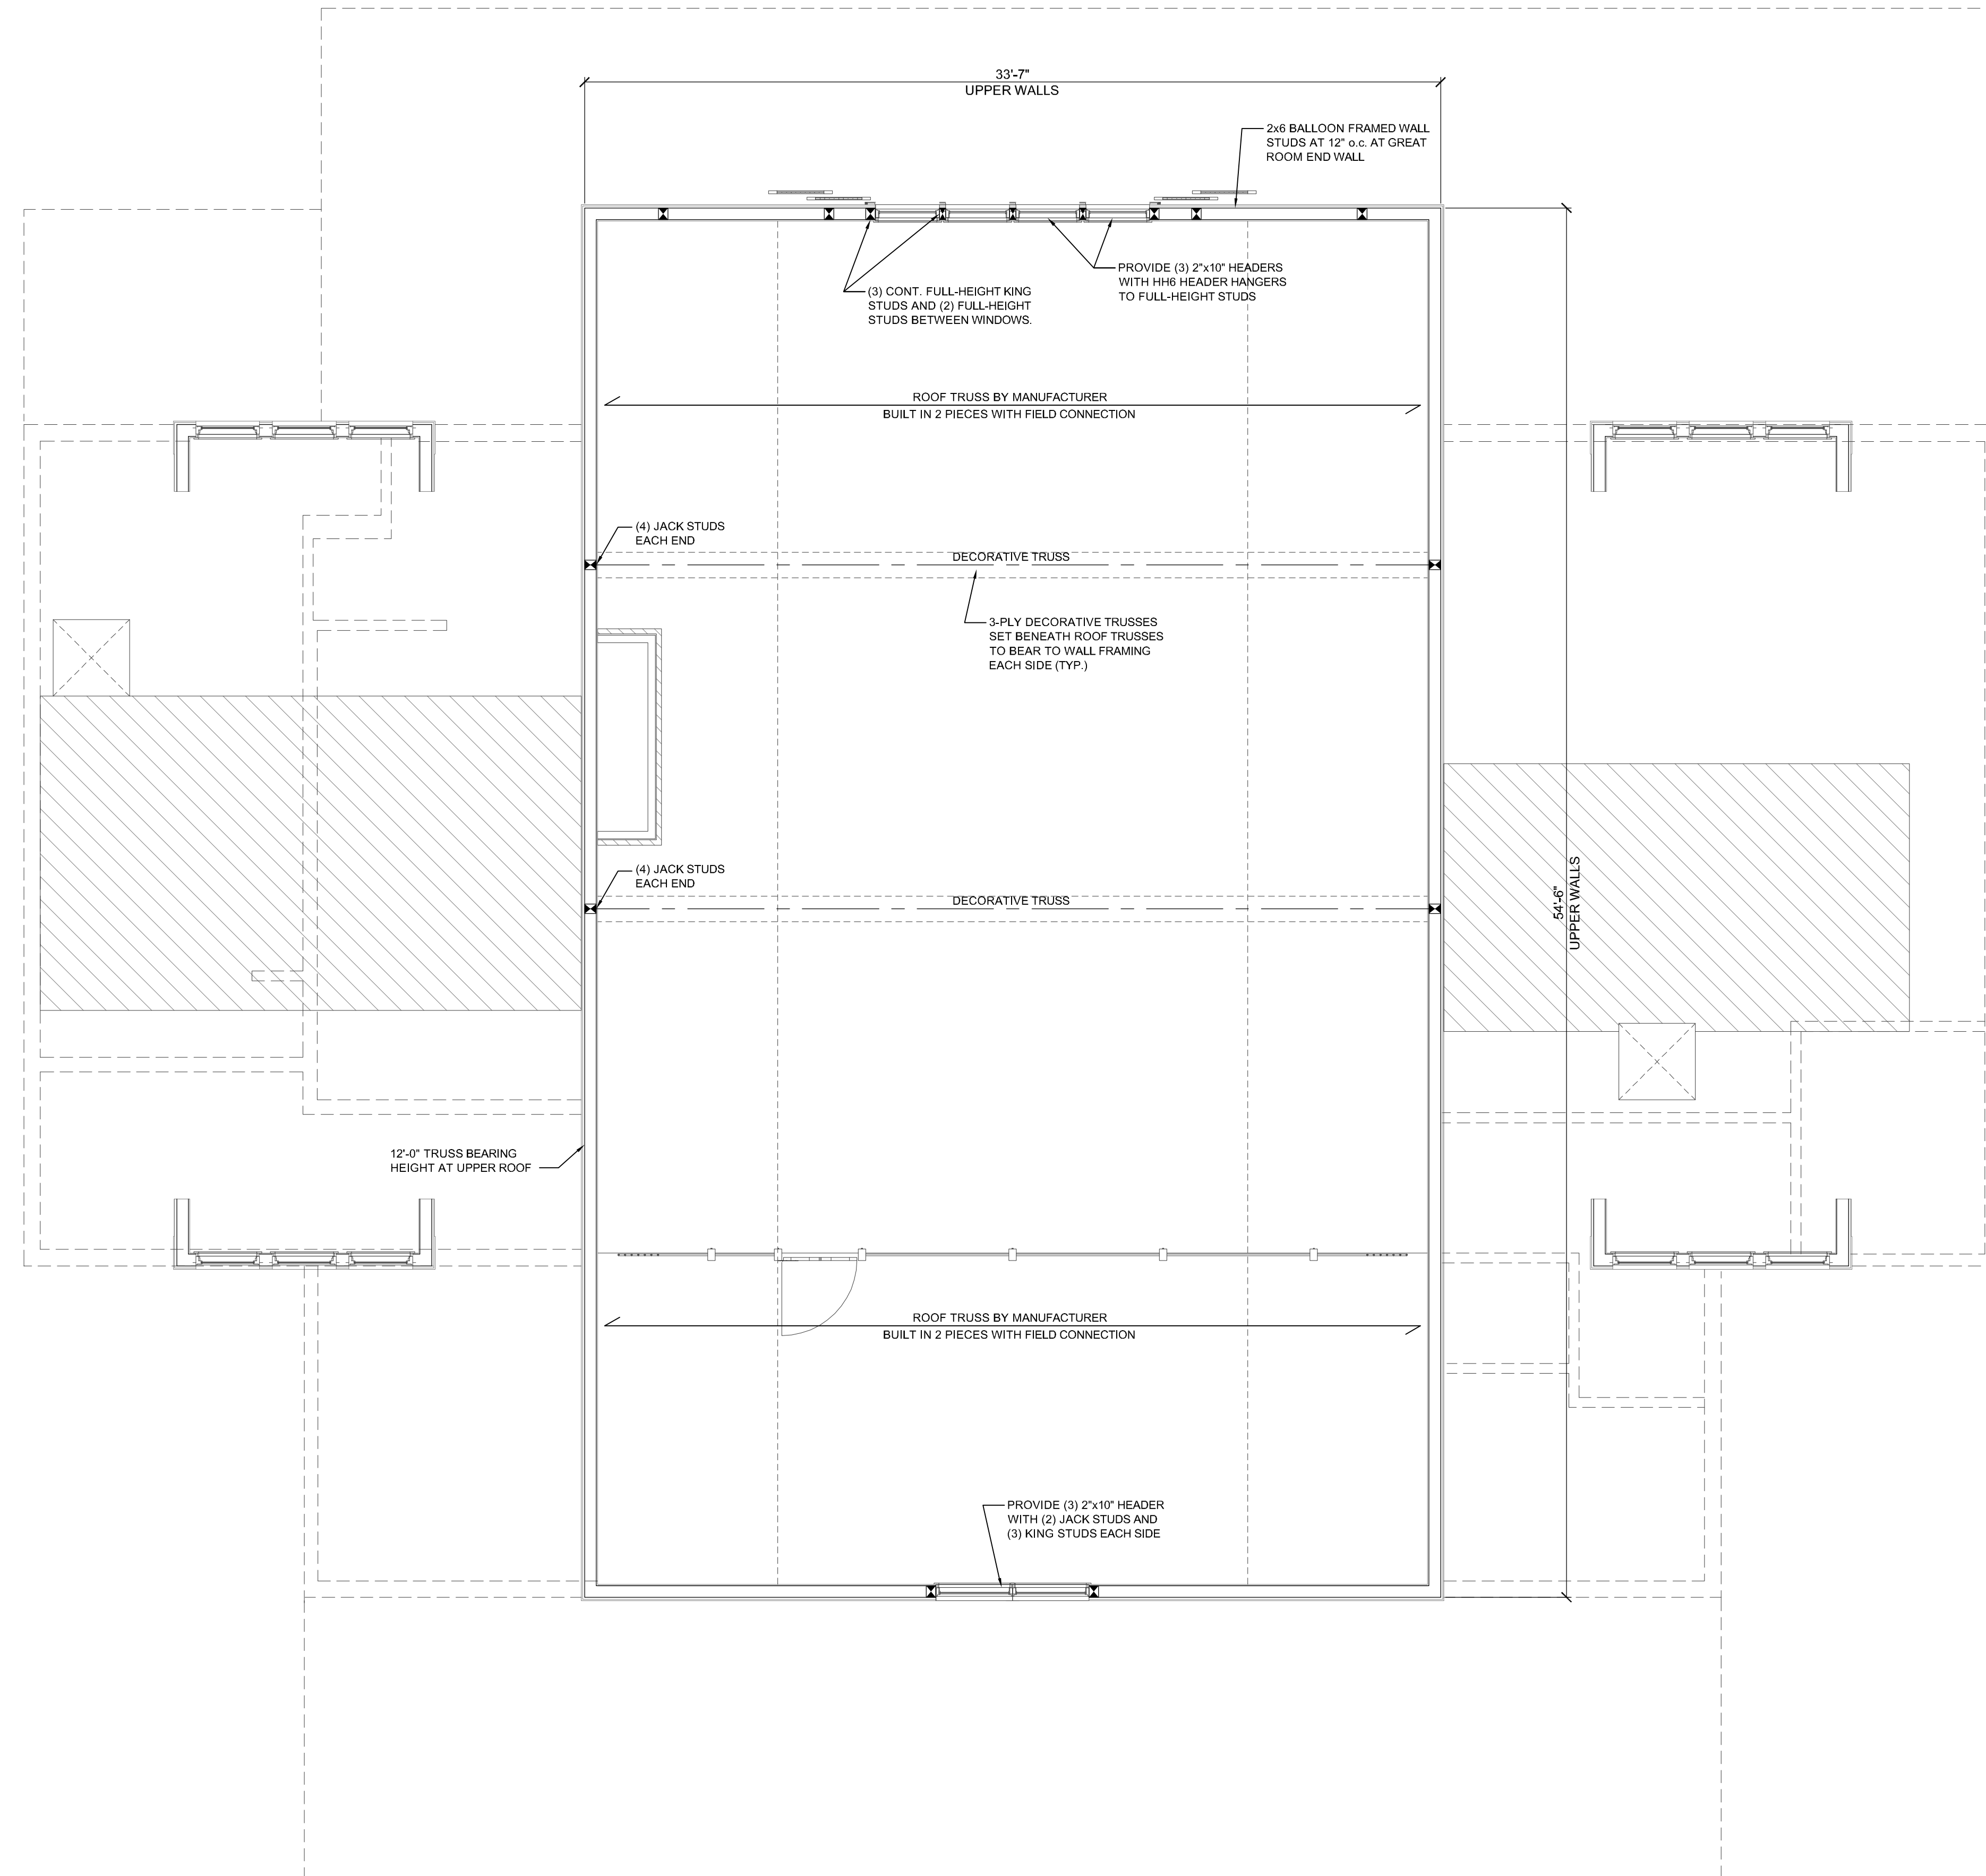 33'-7"
UPPER WALLS
2x6 BALLOON FRAMED WALL
STUDS AT 12" o.c. AT GREAT
ROOM END WALL
PROVIDE (3) 2"x10" HEADERS
WITH HH6 HEADER HANGERS
TO FULL-HEIGHT STUDS
(3) CONT. FULL-HEIGHT KING
STUDS AND (2) FULL-HEIGHT
STUDS BETWEEN WINDOWS.
ROOF TRUSS BY MANUFACTURER
BUILT IN 2 PIECES WITH FIELD CONNECTION
(4) JACK STUDS
EACH END
DECORATIVE TRUSS
3-PLY DECORATIVE TRUSSES
SET BENEATH ROOF TRUSSES
TO BEAR TO WALL FRAMING
EACH SIDE (TYP.)
(4) JACK STUDS
EACH END
DECORATIVE TRUSS
54'-6"
UPPER WALLS
12'-0" TRUSS BEARING
HEIGHT AT UPPER ROOF
ROOF TRUSS BY MANUFACTURER
BUILT IN 2 PIECES WITH FIELD CONNECTION
PROVIDE (3) 2"x10" HEADER
WITH (2) JACK STUDS AND
(3) KING STUDS EACH SIDE